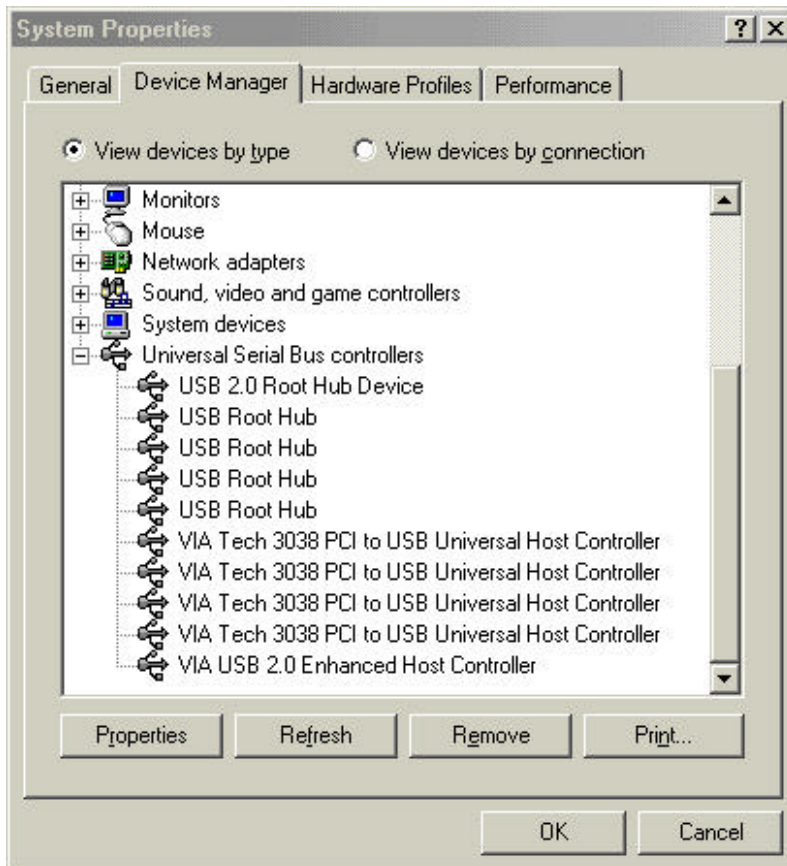 System Properties
General Device Manager Hardware Profiles Performance
View devices by type View devices by connection
Monitors
Mouse
Network adapters
Sound, video and game controllers
System devices
Universal Serial Bus controllers
USB 2.0 Root Hub Device
USB Root Hub
USB Root Hub
USB Root Hub
USB Root Hub
VIA Tech 3038 PCI to USB Universal Host Controller
VIA Tech 3038 PCI to USB Universal Host Controller
VIA Tech 3038 PCI to USB Universal Host Controller
VIA Tech 3038 PCI to USB Universal Host Controller
VIA USB 2.0 Enhanced Host Controller
Properties Refresh Remove Print...
OK Cancel